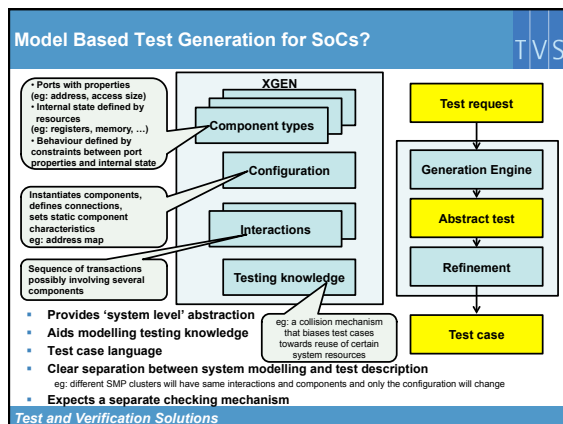 Model Based Test Generation for SoCs?
TVS
• Ports with properties
(eg: address, access size)
• Internal state defined by
resources
(eg: registers, memory, ...)
• Behaviour defined by
constraints between port
properties and internal state
XGEN
Component types
Configuration
Instantiates components,
defines connections,
sets static component
characteristics
eg: address map
Interactions
Sequence of transactions
possibly involving several
components
Testing knowledge
eg: a collision mechanism
that biases test cases
towards reuse of certain
system resources
Test request
Generation Engine
Abstract test
Refinement
Test case
▪ Provides ‘system level’ abstraction
▪ Aids modelling testing knowledge
▪ Test case language
▪ Clear separation between system modelling and test description
eg: different SMP clusters will have same interactions and components and only the configuration will change
▪ Expects a separate checking mechanism
Test and Verification Solutions